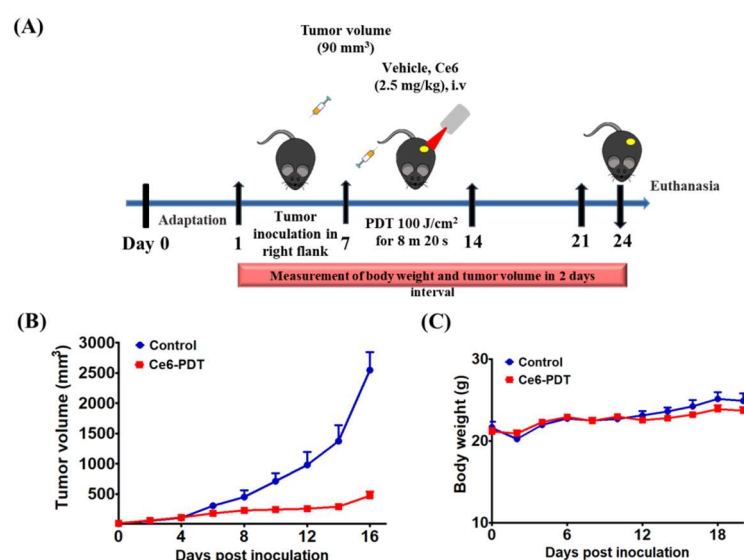 (A)
Tumor volume
(90 mm³)
Vehicle, Ce6
(2.5 mg/kg), i.v
Euthanasia
Adaptation
Tumor
inoculation in
right flank
PDT 100 J/cm²
for 8 m 20 s
Day 0
1
7
14
21
24
Measurement of body weight and tumor volume in 2 days
interval
(B)
Tumor volume (mm³)
3000
2500
2000
1500
1000
500
Control
Ce6-PDT
0 4 8 12 16
Days post inoculation
(C)
Body weight (g)
30
20
10
Control
Ce6-PDT
0 6 12 18
Days post inoculation